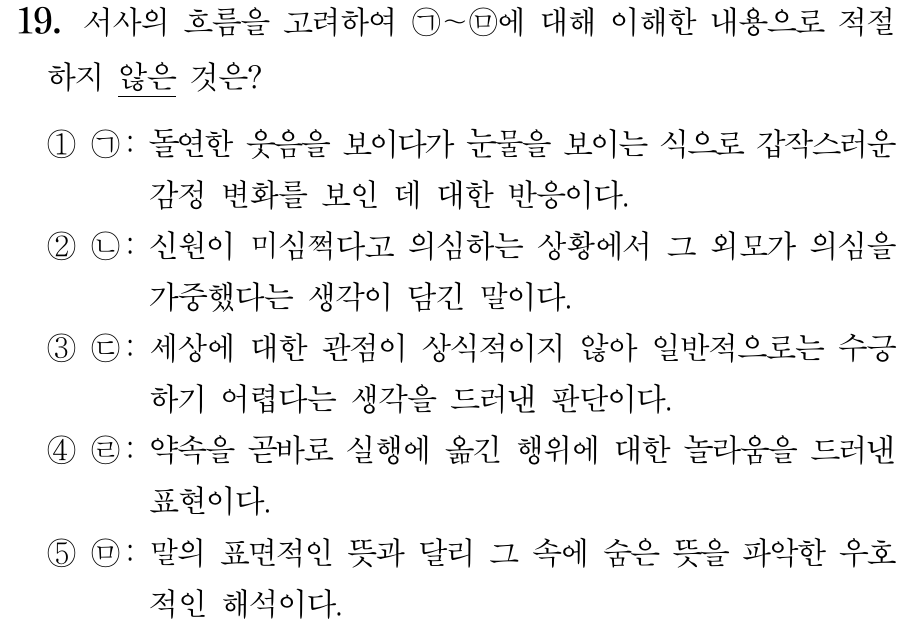 19. 서사의 흐름을 고려하여 ㉠~㉤에 대해 이해한 내용으로 적절
하지 않은 것은?
① ㉠: 돌연한 웃음을 보이다가 눈물을 보이는 식으로 갑작스러운
감정 변화를 보인 데 대한 반응이다.
② ㉡: 신원이 미심쩍다고 의심하는 상황에서 그 외모가 의심을
가중했다는 생각이 담긴 말이다.
③ ㉢: 세상에 대한 관점이 상식적이지 않아 일반적으로는 수긍
하기 어렵다는 생각을 드러낸 판단이다.
④ ㉣: 약속을 곧바로 실행에 옮긴 행위에 대한 놀라움을 드러낸
표현이다.
⑤ ㉤: 말의 표면적인 뜻과 달리 그 속에 숨은 뜻을 파악한 우호
적인 해석이다.